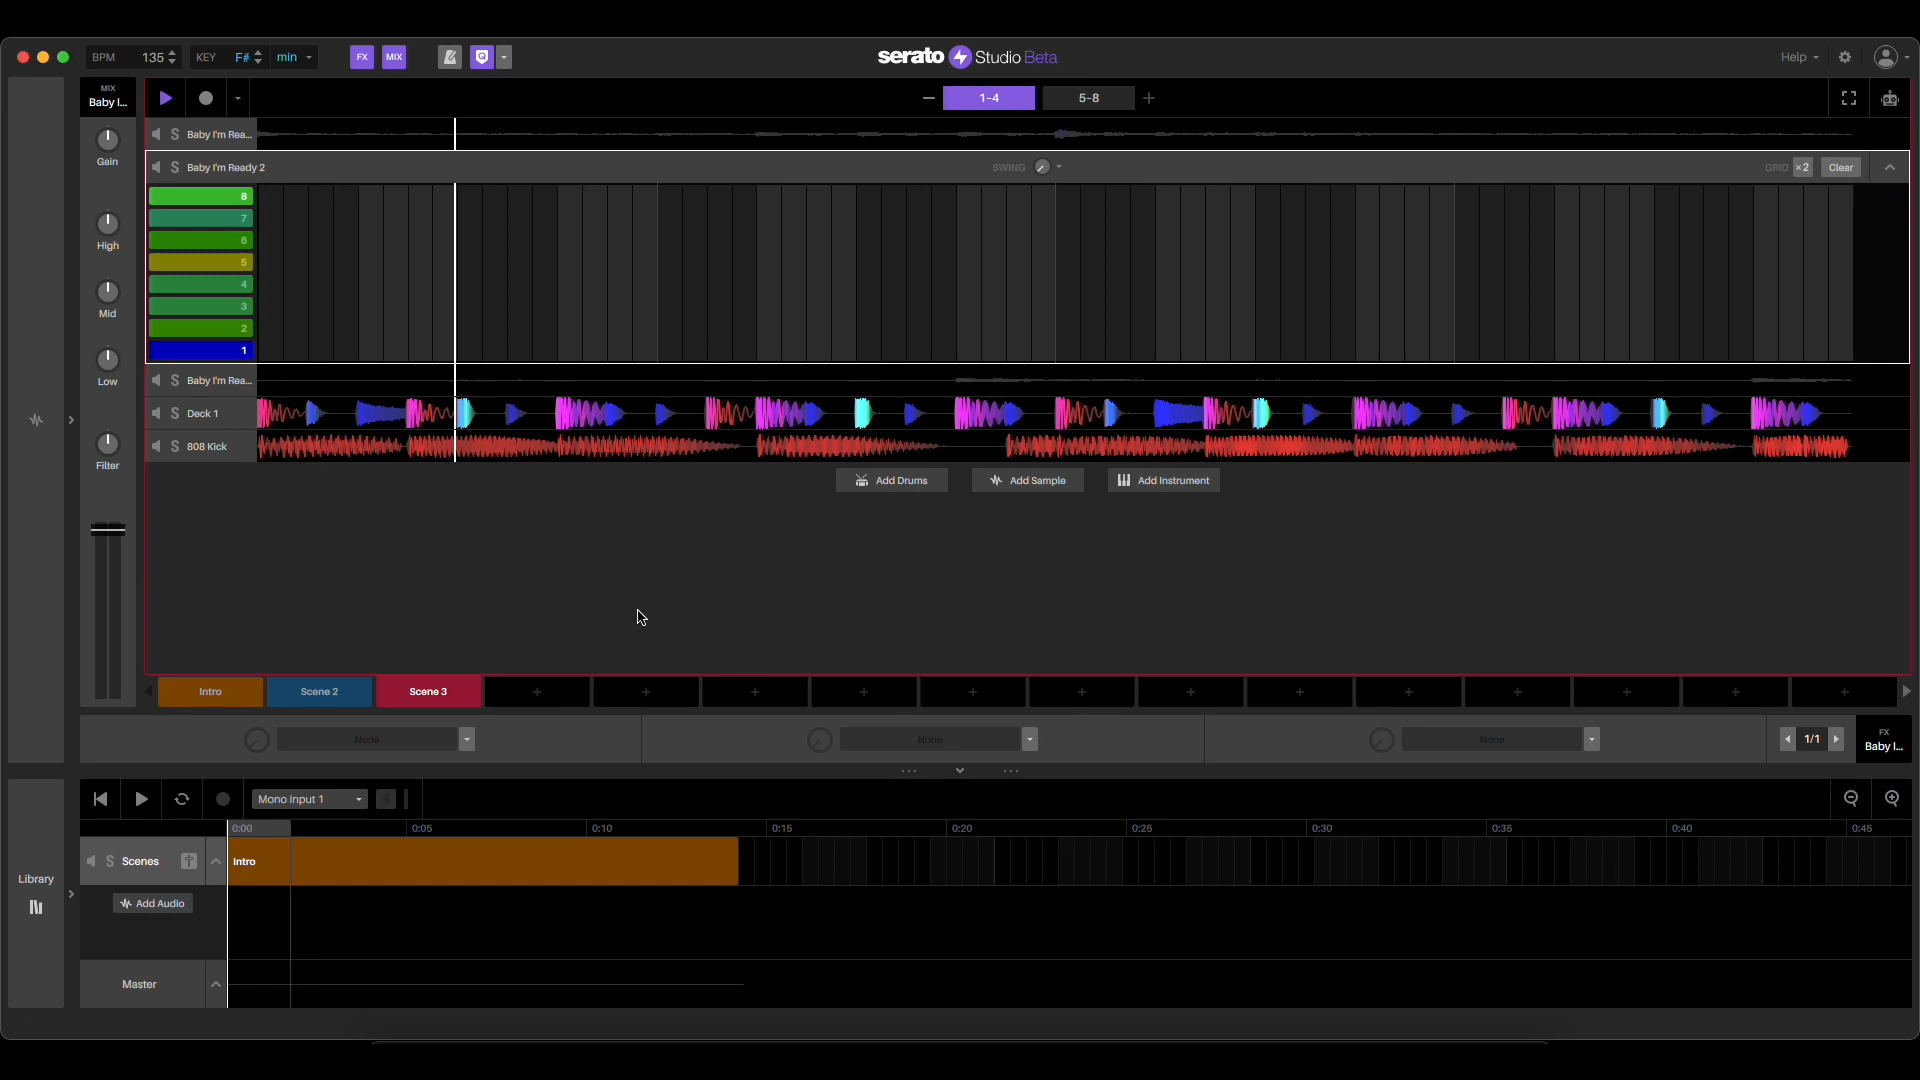 BPM 135 KEY F# min FX MIX serato Studio Beta Help
MIX
Baby I...
1-4 5-8
Gain
High
Mid
Low
Filter
S Baby I'm Rea...
S Baby I'm Ready 2 SWING GRID x2 Clear
8
7
6
5
4
3
2
1
S Baby I'm Rea...
S Deck 1
S 808 Kick
Add Drums Add Sample Add Instrument
Intro Scene 2 Scene 3 + + + + + + + + + + + + +
None None None 1/1
FX
Baby I...
Mono Input 1
0:00 0:05 0:10 0:15 0:20 0:25 0:30 0:35 0:40 0:45
S Scenes Intro
Library
Add Audio
Master